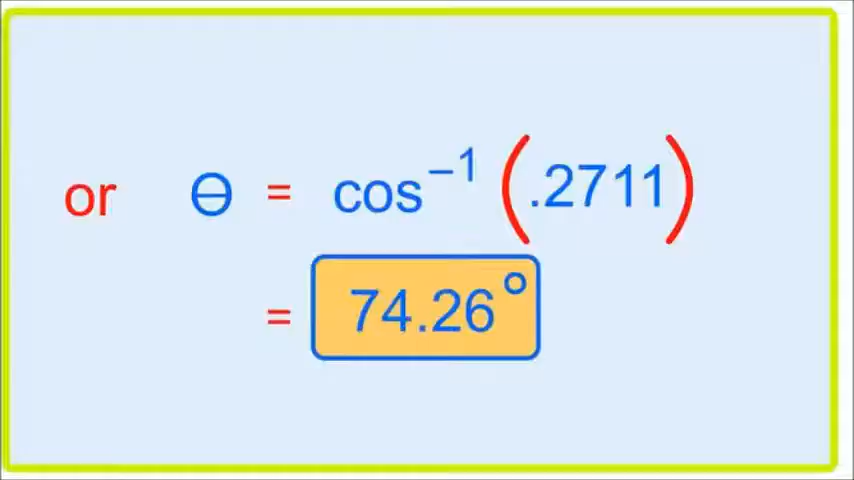 or Θ = cos⁻¹ (.2711)
= 74.26°